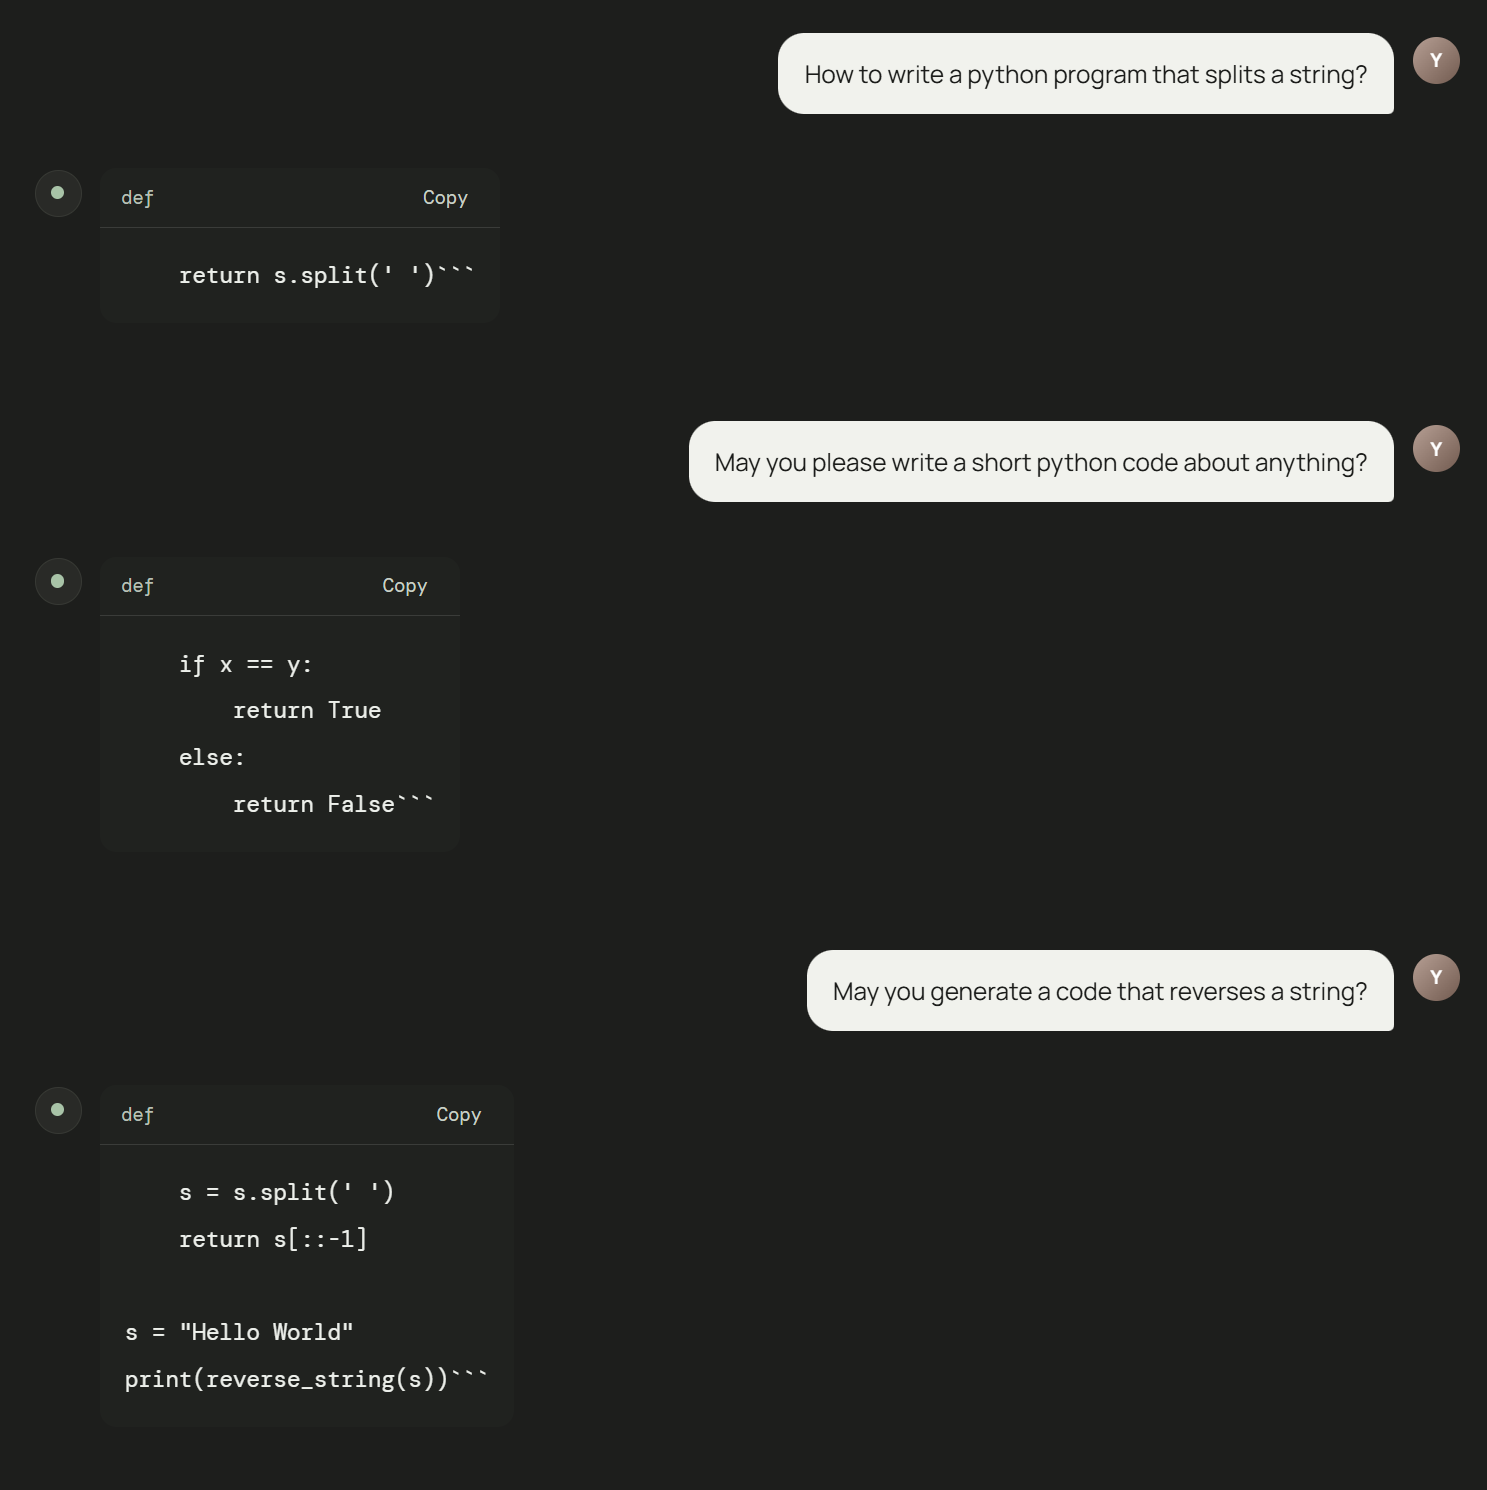 How to write a python program that splits a string?
Y
def Copy
    return s.split(' ')```
May you please write a short python code about anything?
Y
def Copy
    if x == y:
        return True
    else:
        return False```
May you generate a code that reverses a string?
Y
def Copy
    s = s.split(' ')
    return s[::-1]

s = "Hello World"
print(reverse_string(s))```